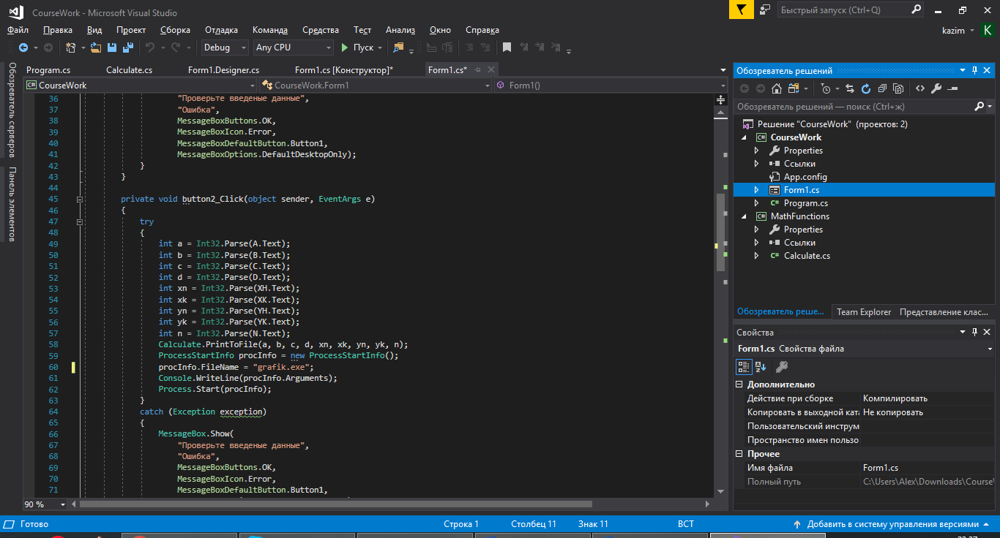 CourseWork - Microsoft Visual Studio
Быстрый запуск (Ctrl+Q)
Файл Правка Вид Проект Сборка Отладка Команда Средства Тест Анализ Окно Справка
kazim K
Debug Any CPU Пуск
Обозреватель серверов
Панель элементов
Program.cs Calculate.cs Form1.Designer.cs Form1.cs [Конструктор]* Form1.cs*
CourseWork CourseWork.Form1 Form1()
36 "Проверьте введеные данные",
37 "Ошибка",
38 MessageBoxButtons.OK,
39 MessageBoxIcon.Error,
40 MessageBoxDefaultButton.Button1,
41 MessageBoxOptions.DefaultDesktopOnly);
42 }
43 }
44
45 private void button2_Click(object sender, EventArgs e)
46 {
47 try
48 {
49 int a = Int32.Parse(A.Text);
50 int b = Int32.Parse(B.Text);
51 int c = Int32.Parse(C.Text);
52 int d = Int32.Parse(D.Text);
53 int xn = Int32.Parse(XH.Text);
54 int xk = Int32.Parse(XK.Text);
55 int yn = Int32.Parse(YH.Text);
56 int yk = Int32.Parse(YK.Text);
57 int n = Int32.Parse(N.Text);
58 Calculate.PrintToFile(a, b, c, d, xn, xk, yn, yk, n);
59 ProcessStartInfo procInfo = new ProcessStartInfo();
60 procInfo.FileName = "grafik.exe";
61 Console.WriteLine(procInfo.Arguments);
62 Process.Start(procInfo);
63 }
64 catch (Exception exception)
65 {
66 MessageBox.Show(
67 "Проверьте введеные данные",
68 "Ошибка",
69 MessageBoxButtons.OK,
70 MessageBoxIcon.Error,
71 MessageBoxDefaultButton.Button1,
90 %
Обозреватель решений
Обозреватель решений — поиск (Ctrl+ж)
Решение "CourseWork" (проектов: 2)
CourseWork
Properties
Ссылки
App.config
Form1.cs
Program.cs
MathFunctions
Properties
Ссылки
Calculate.cs
Обозреватель реше... Team Explorer Представление клас...
Свойства
Form1.cs Свойства файла
Дополнительно
Действие при сборке Компилировать
Копировать в выходной ката Не копировать
Пользовательский инструм
Пространство имен пользо
Прочее
Имя файла Form1.cs
Полный путь C:\Users\Alex\Downloads\Course\
Готово Строка 1 Столбец 11 Знак 11 ВСТ Добавить в систему управления версиями